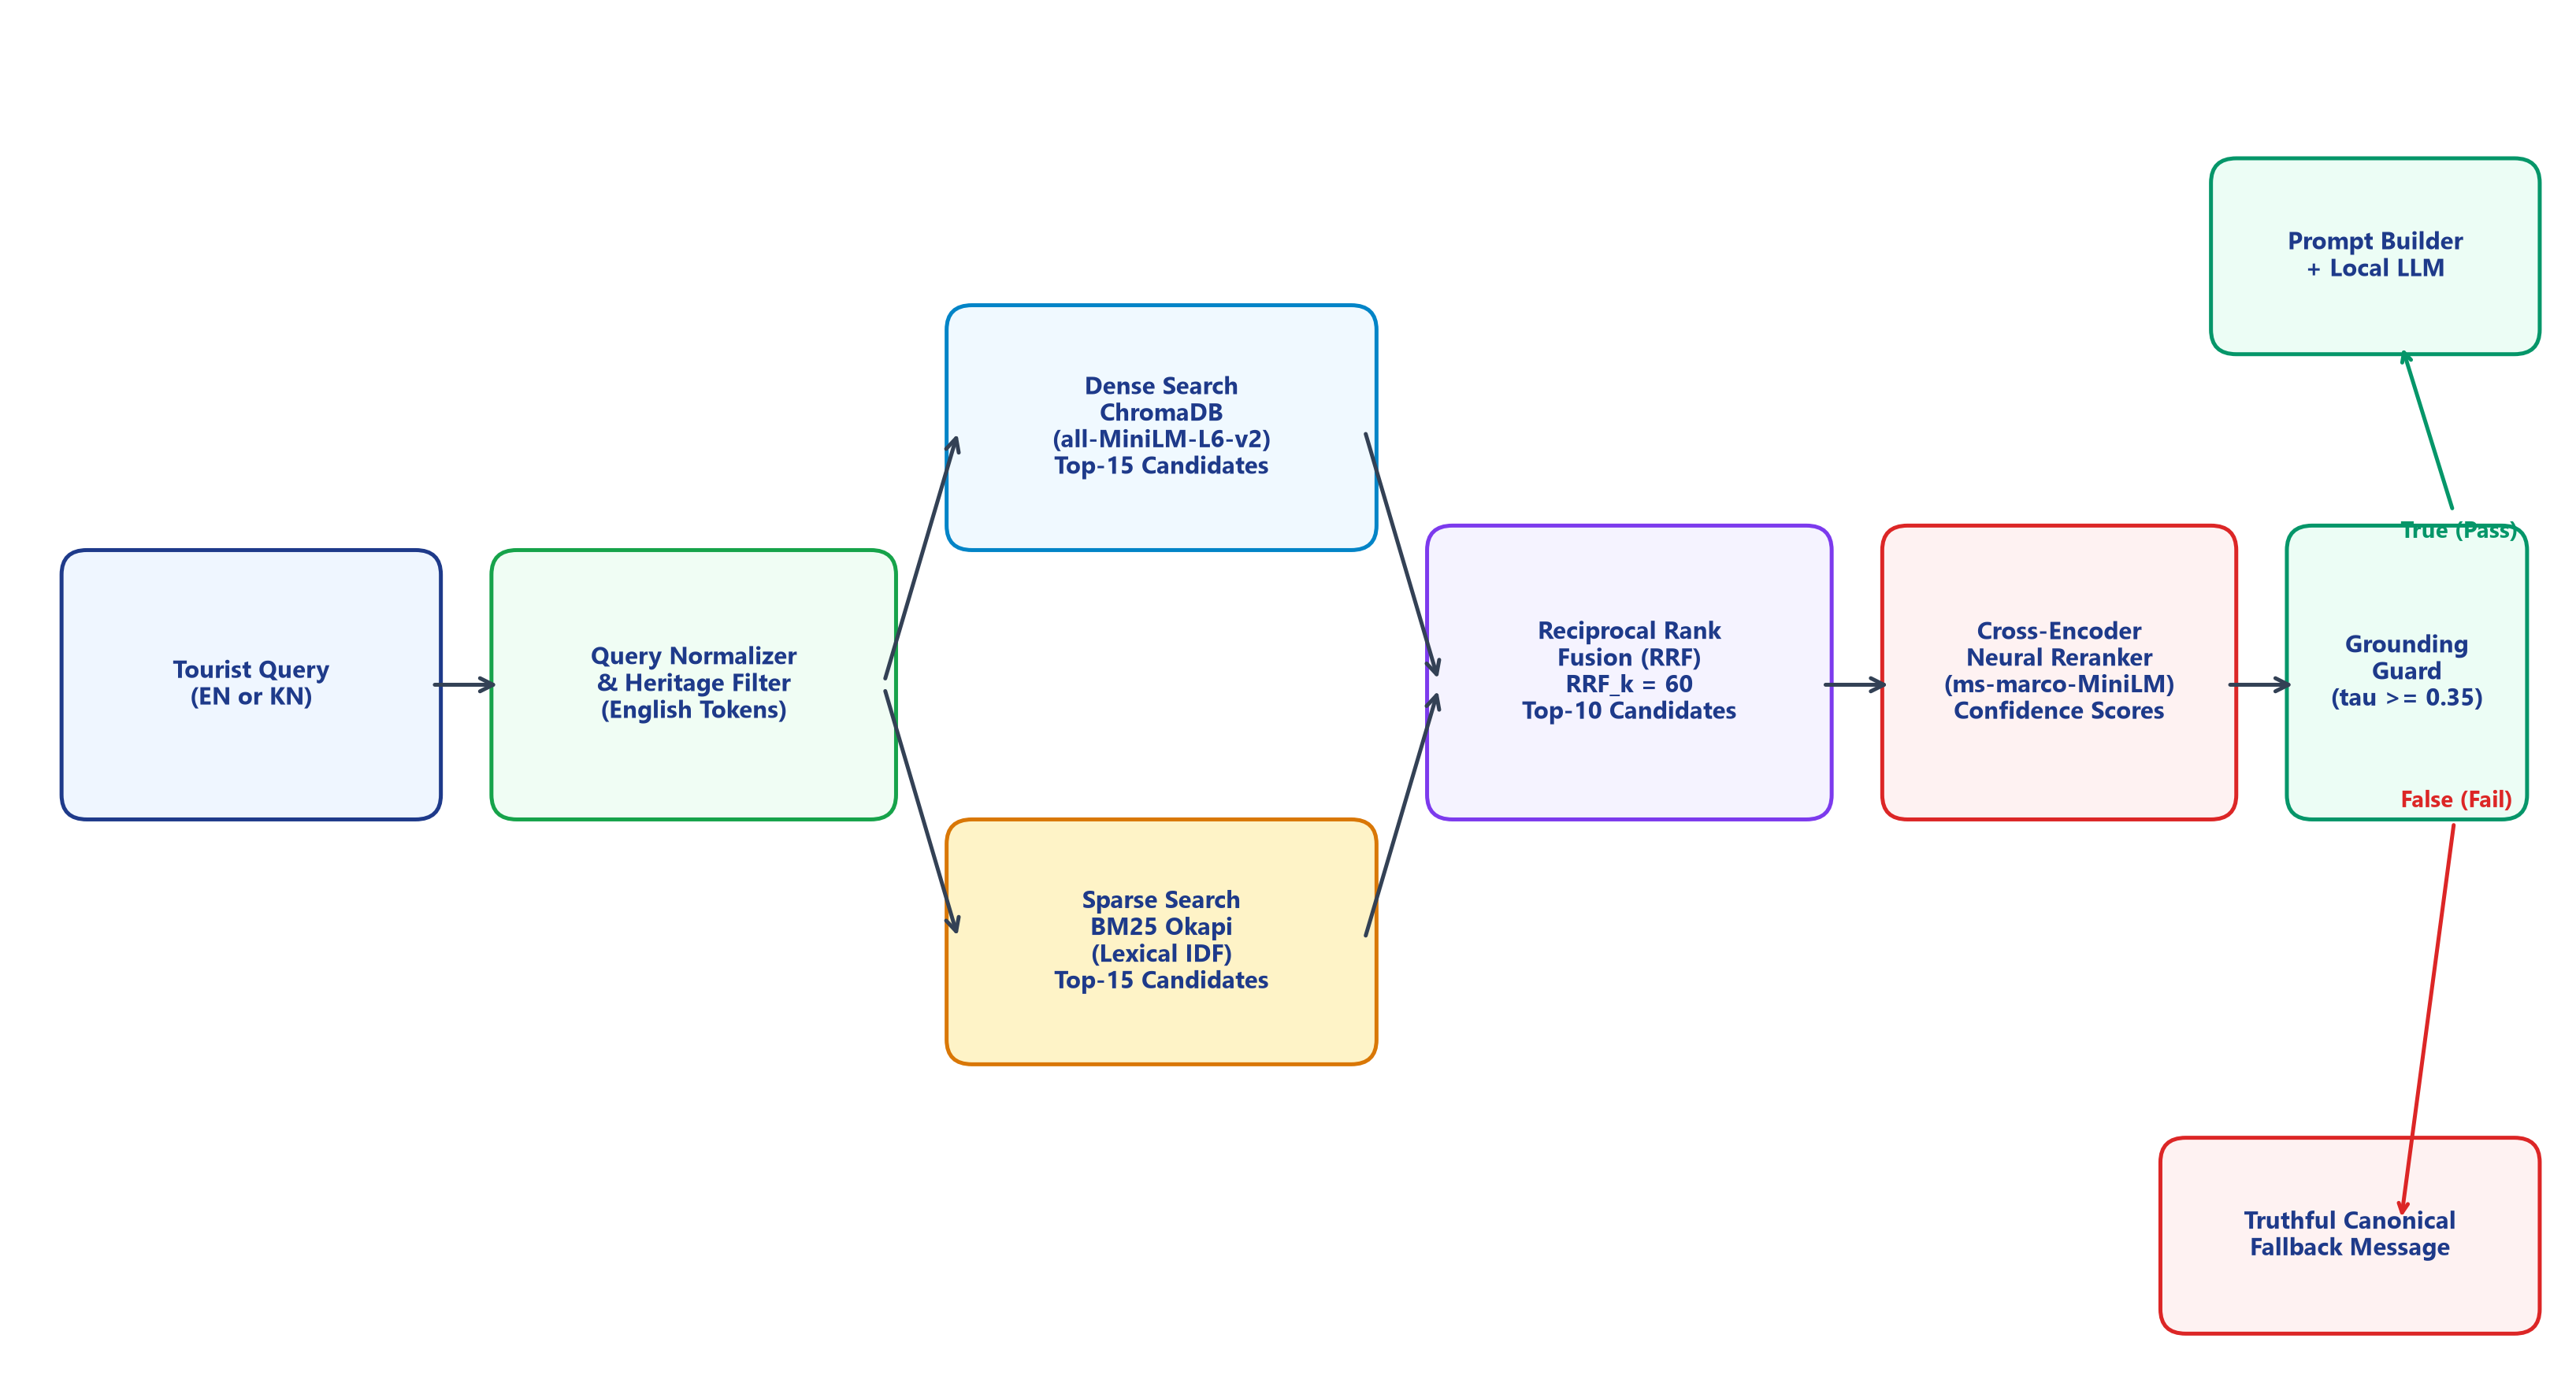 Tourist Query
(EN or KN)
Query Normalizer
& Heritage Filter
(English Tokens)
Dense Search
ChromaDB
(all-MiniLM-L6-v2)
Top-15 Candidates
Sparse Search
BM25 Okapi
(Lexical IDF)
Top-15 Candidates
Reciprocal Rank
Fusion (RRF)
RRF_k = 60
Top-10 Candidates
Cross-Encoder
Neural Reranker
(ms-marco-MiniLM)
Confidence Scores
Grounding
Guard
(tau >= 0.35)
True (Pass)
Prompt Builder
+ Local LLM
False (Fail)
Truthful Canonical
Fallback Message